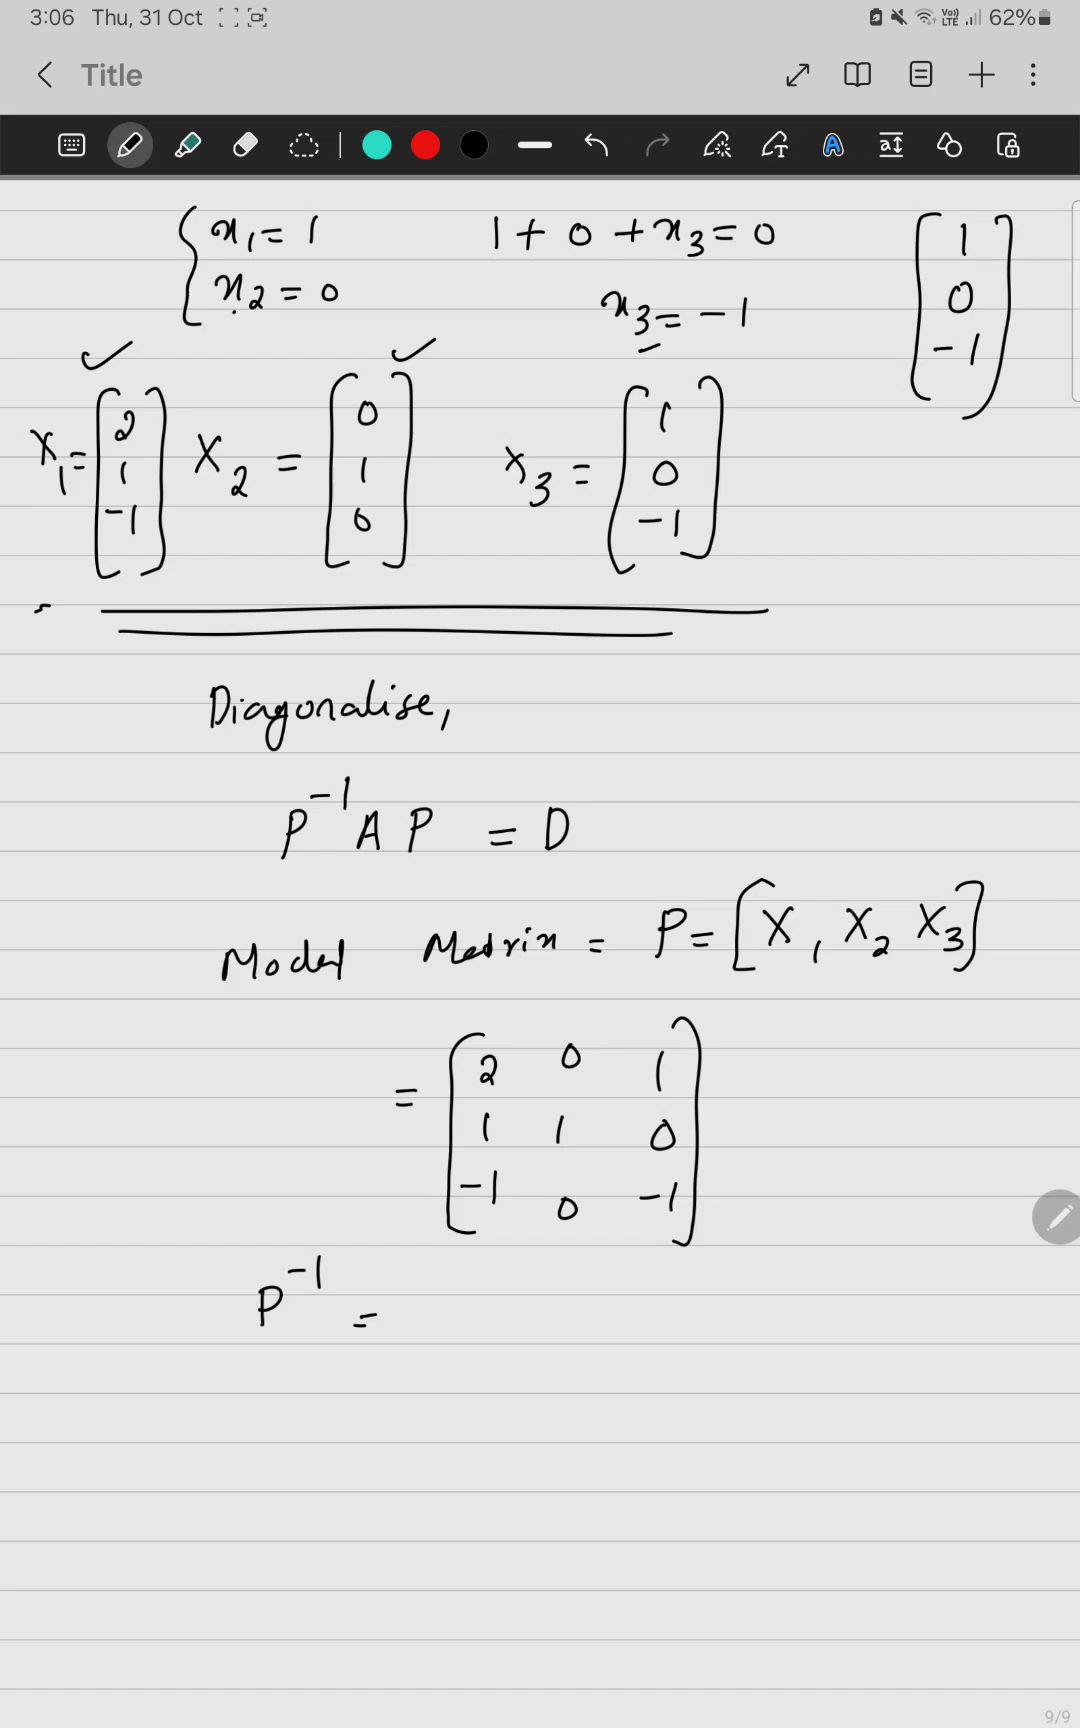 3:06 Thu, 31 Oct 62%
Title
x₁ = 1 1 + 0 + x₃ = 0 [1 0 -1]
x₂ = 0 x₃ = -1
X₁ = [2 1 -1] X₂ = [0 1 0] X₃ = [1 0 -1]
Diagonalise,
P⁻¹ A P = D
Modal Matrix = P = [X₁ X₂ X₃]
= [2 0 1
1 1 0
-1 0 -1]
P⁻¹ =
9/9